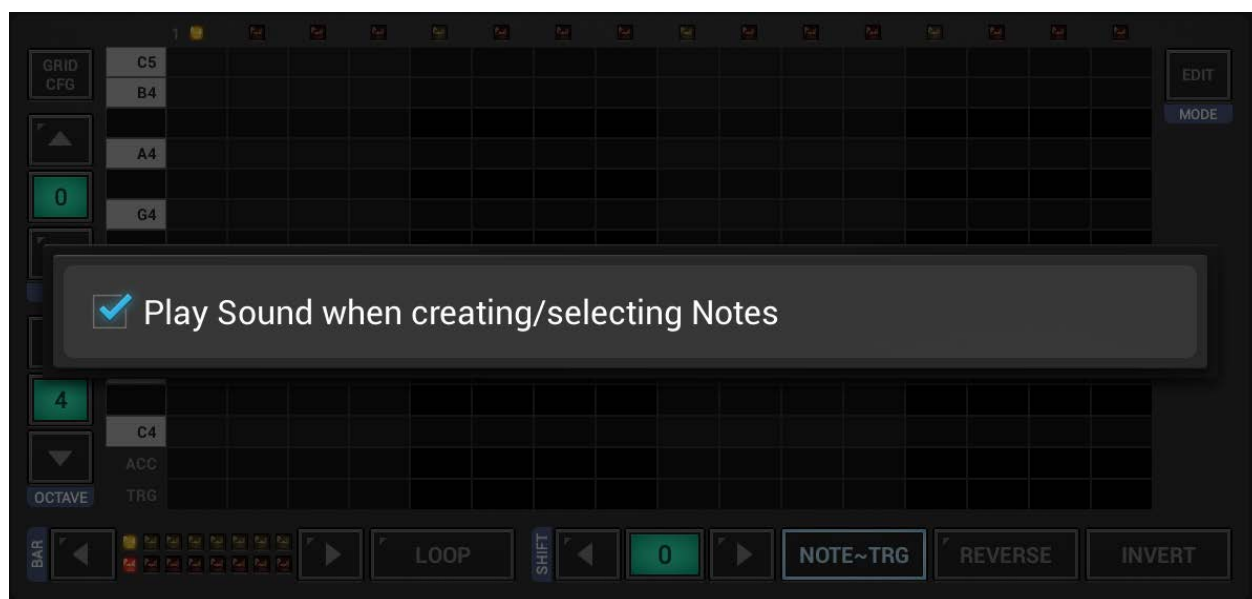 1
GRID
CFG
C5
EDIT
B4
MODE
A4
0
G4
Play Sound when creating/selecting Notes
4
C4
ACC
OCTAVE
TRG
BAR
LOOP
SHIFT
0
NOTE~TRG
REVERSE
INVERT